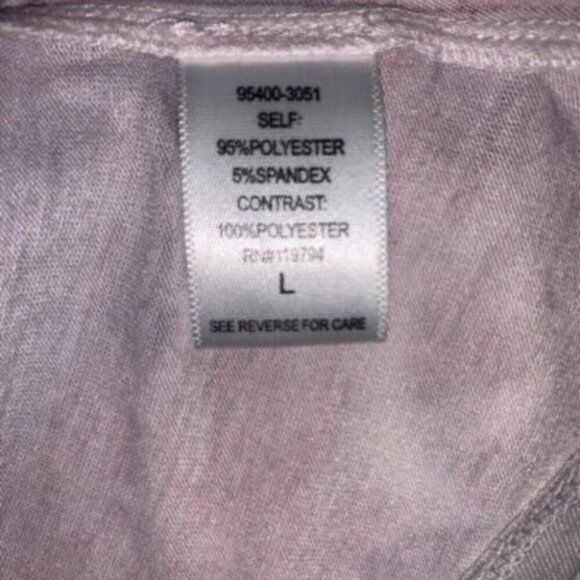 95400-3051
SELF:
95%POLYESTER
5%SPANDEX
CONTRAST:
100%POLYESTER
RN#119794
L
SEE REVERSE FOR CARE